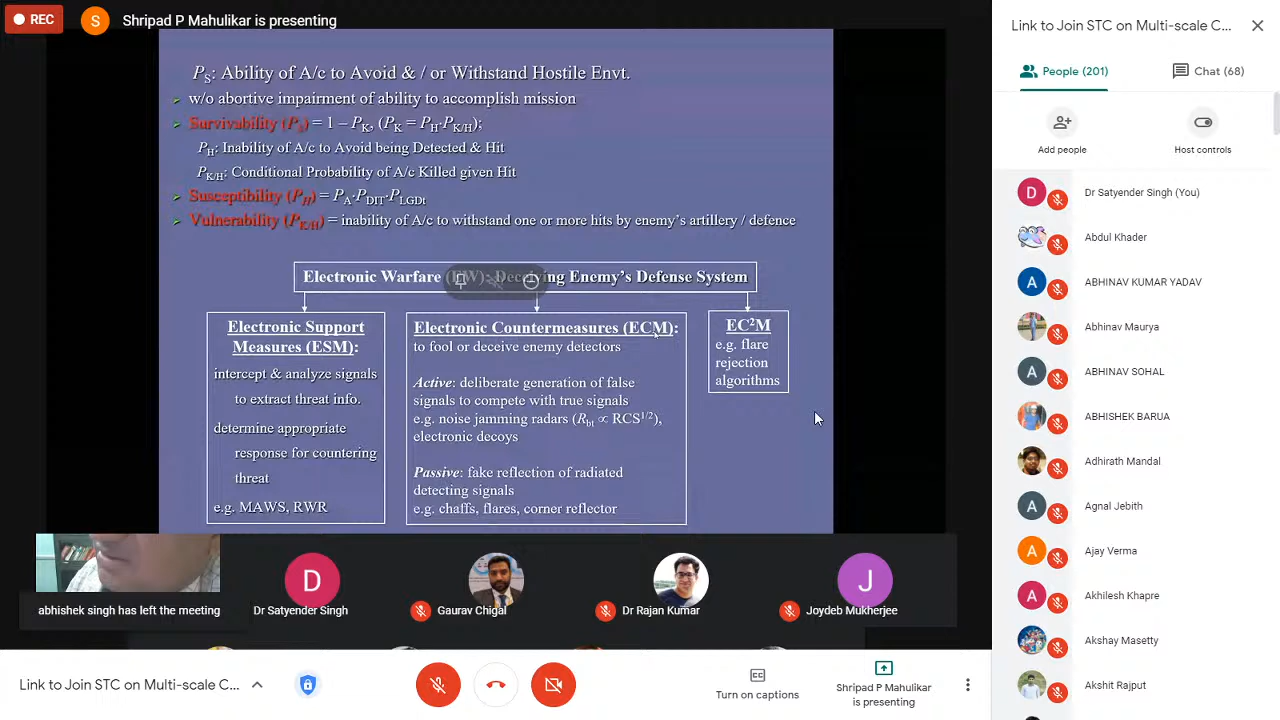 REC
S
Shripad P Mahulikar is presenting
PS: Ability of A/c to Avoid & / or Withstand Hostile Envt.
w/o abortive impairment of ability to accomplish mission
Survivability (PS) = 1 – PK, (PK = PH·PK/H);
PH: Inability of A/c to Avoid being Detected & Hit
PK/H: Conditional Probability of A/c Killed given Hit
Susceptibility (PH) = PA·PDIT·PLGDt
Vulnerability (PK/H) = inability of A/c to withstand one or more hits by enemy's artillery / defence
Electronic Warfare (EW): Deceiving Enemy's Defense System
Electronic Support
Measures (ESM):
intercept & analyze signals
to extract threat info.
determine appropriate
response for countering
threat
e.g. MAWS, RWR
Electronic Countermeasures (ECM):
to fool or deceive enemy detectors
Active: deliberate generation of false
signals to compete with true signals
e.g. noise jamming radars (Rbt ∝ RCS1/2),
electronic decoys
Passive: fake reflection of radiated
detecting signals
e.g. chaffs, flares, corner reflector
EC2M
e.g. flare
rejection
algorithms
abhishek singh has left the meeting
D
Dr Satyender Singh
Gaurav Chigal
Dr Rajan Kumar
J
Joydeb Mukherjee
Link to Join STC on Multi-scale C...
CC
Turn on captions
Shripad P Mahulikar
is presenting
Link to Join STC on Multi-scale C...
People (201)
Chat (68)
Add people
Host controls
D
Dr Satyender Singh (You)
Abdul Khader
A
ABHINAV KUMAR YADAV
Abhinav Maurya
A
ABHINAV SOHAL
ABHISHEK BARUA
Adhirath Mandal
A
Agnal Jebith
A
Ajay Verma
A
Akhilesh Khapre
Akshay Masetty
Akshit Rajput